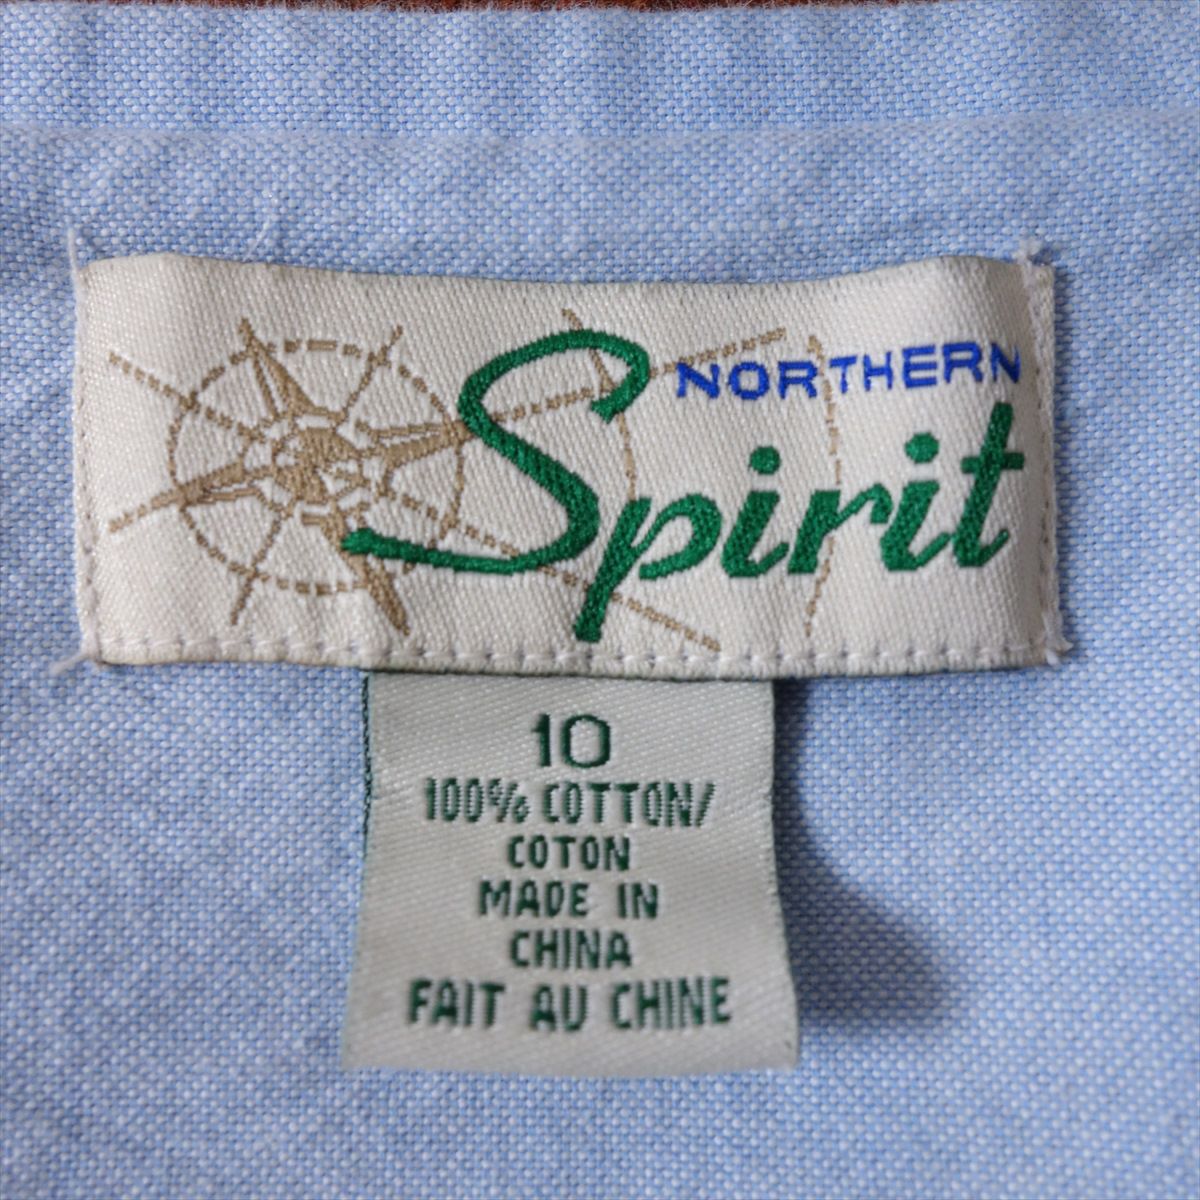 NORTHERN
Spirit
10
100% COTTON/
COTON
MADE IN
CHINA
FAIT AU CHINE